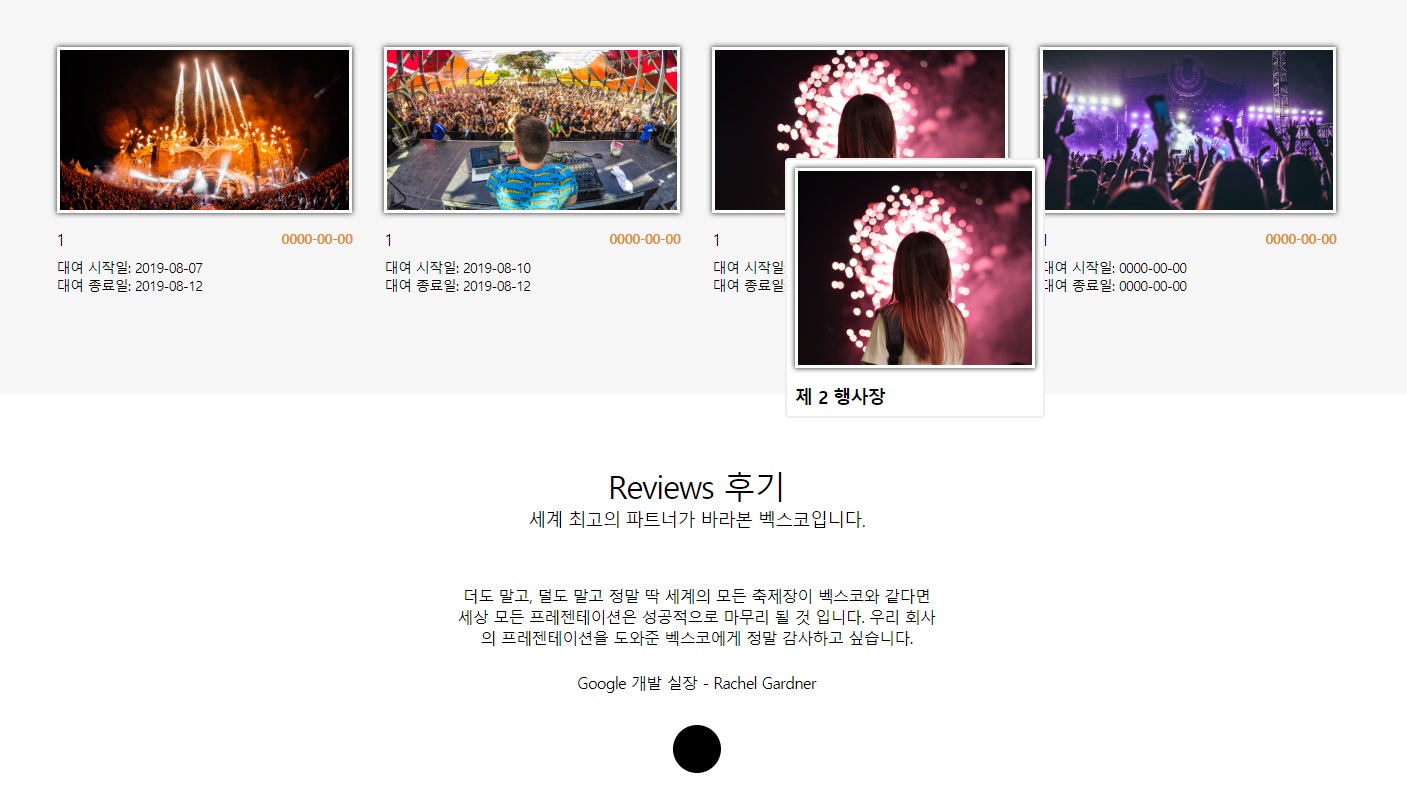 1 0000-00-00
대여 시작일: 2019-08-07
대여 종료일: 2019-08-12
1 0000-00-00
대여 시작일: 2019-08-10
대여 종료일: 2019-08-12
1
대여 시작일:
대여 종료일:
제 2 행사장
1 0000-00-00
대여 시작일: 0000-00-00
대여 종료일: 0000-00-00
Reviews 후기
세계 최고의 파트너가 바라본 벡스코입니다.
더도 말고, 덜도 말고 정말 딱 세계의 모든 축제장이 벡스코와 같다면
세상 모든 프레젠테이션은 성공적으로 마무리 될 것 입니다. 우리 회사
의 프레젠테이션을 도와준 벡스코에게 정말 감사하고 싶습니다.
Google 개발 실장 - Rachel Gardner